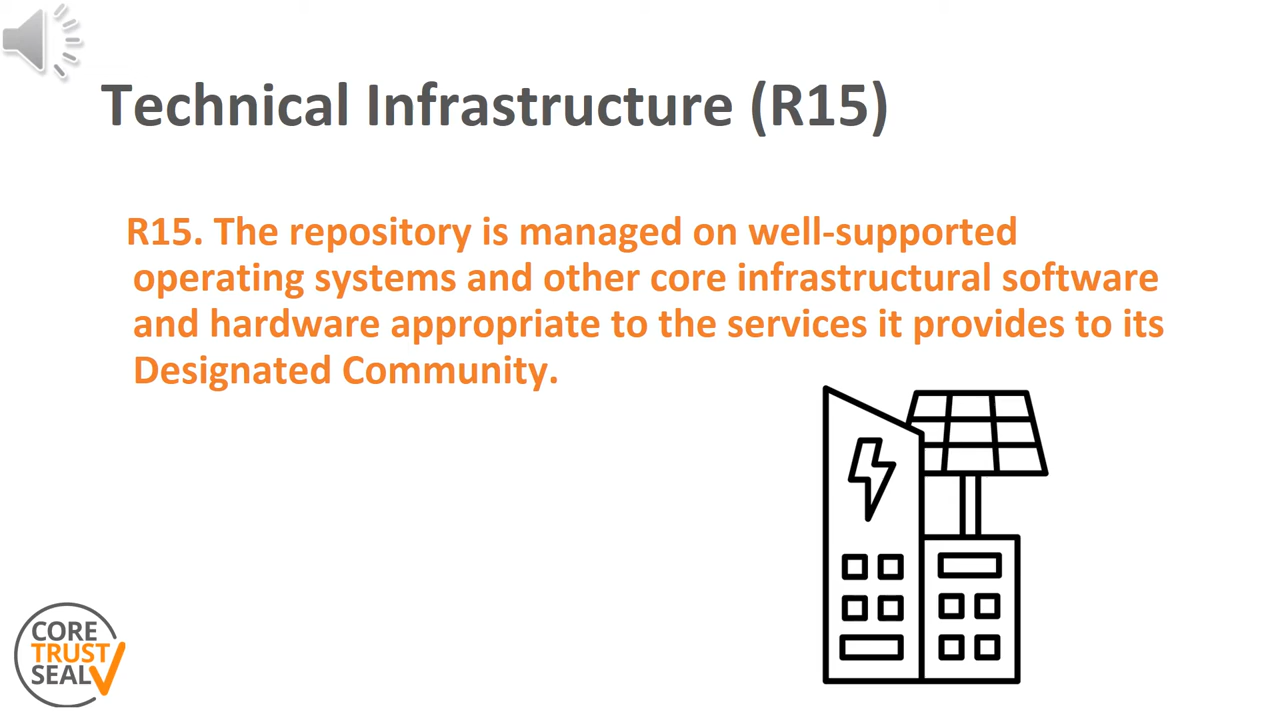 Technical Infrastructure (R15)
R15. The repository is managed on well-supported
operating systems and other core infrastructural software
and hardware appropriate to the services it provides to its
Designated Community.
CORE
TRUST
SEAL